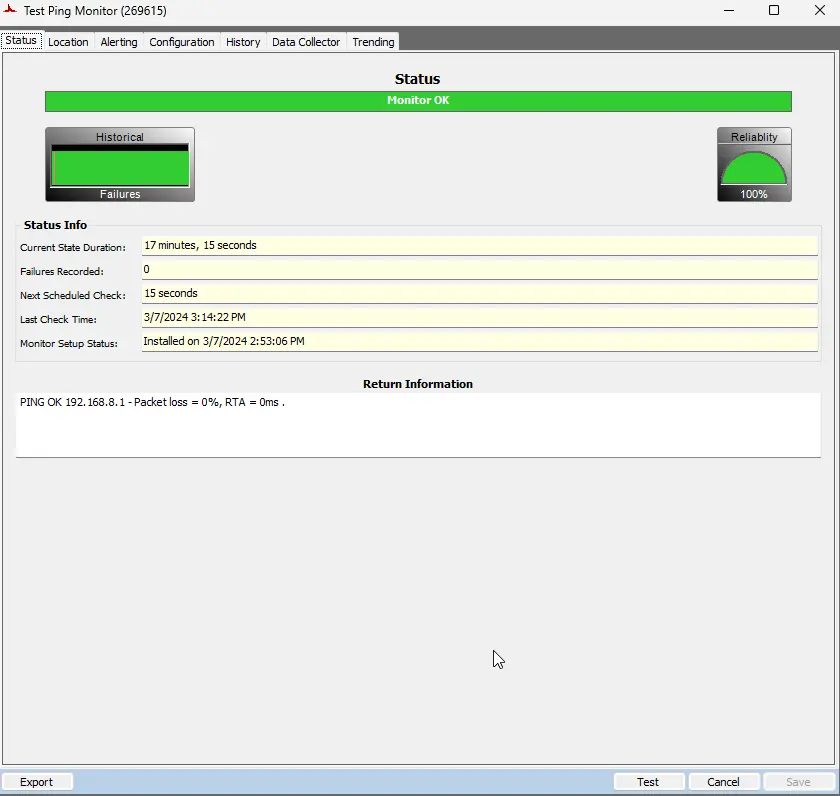 Test Ping Monitor (269615)
Status Location Alerting Configuration History Data Collector Trending
Status
Monitor OK
Historical
Failures
Reliablity
100%
Status Info
Current State Duration: 17 minutes, 15 seconds
Failures Recorded: 0
Next Scheduled Check: 15 seconds
Last Check Time: 3/7/2024 3:14:22 PM
Monitor Setup Status: Installed on 3/7/2024 2:53:06 PM
Return Information
PING OK 192.168.8.1 - Packet loss = 0%, RTA = 0ms .
Export Test Cancel Save